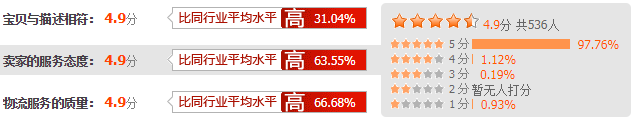 宝贝与描述相符： 4.9分 比同行业平均水平 高 31.04%
卖家的服务态度： 4.9分 比同行业平均水平 高 63.55%
物流服务的质量： 4.9分 比同行业平均水平 高 66.68%
4.9分 共536人
5分 97.76%
4分 1.12%
3分 0.19%
2分 暂无人打分
1分 0.93%